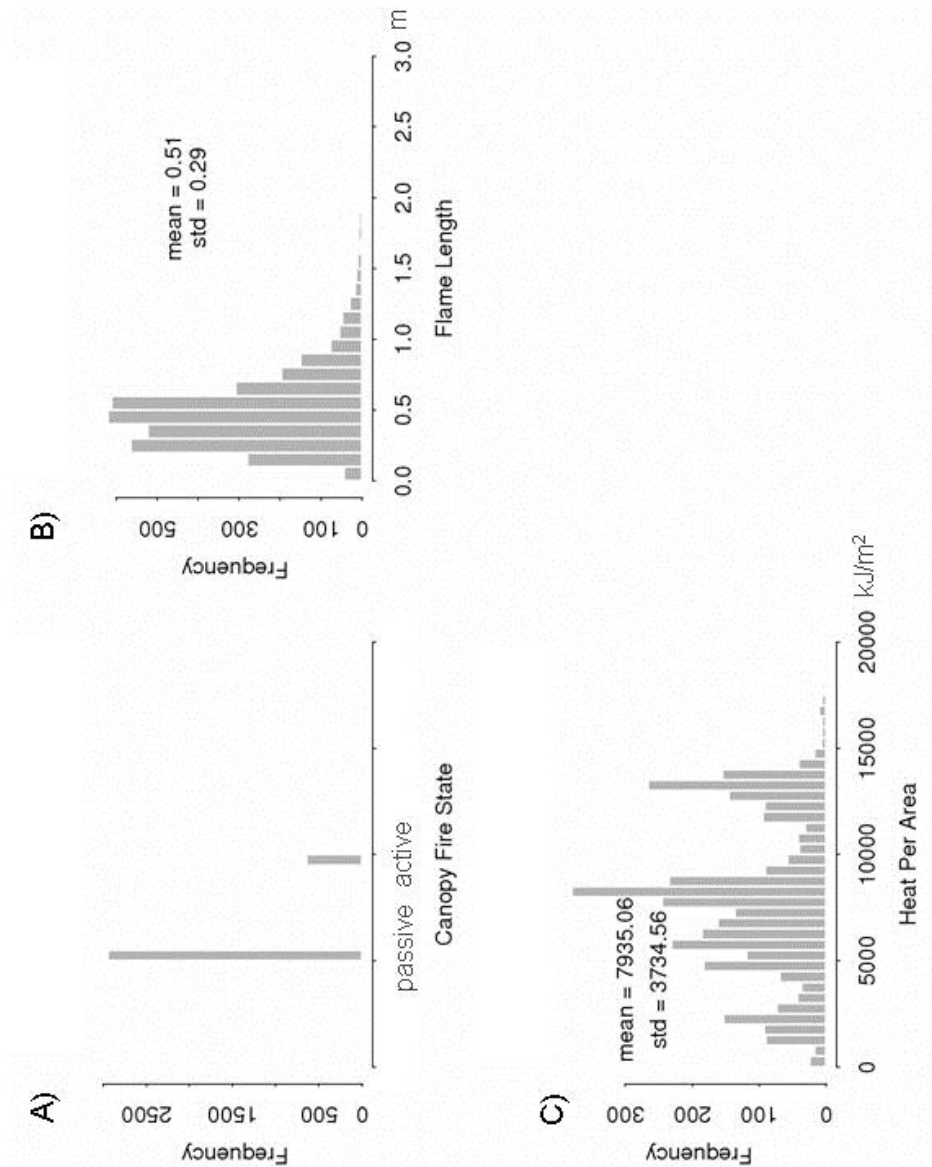 A)
Frequency
0
500
1500
2500
passive active
Canopy Fire State
B)
Frequency
0
100
300
500
mean = 0.51
std = 0.29
0.0 0.5 1.0 1.5 2.0 2.5 3.0 m
Flame Length
C)
Frequency
0
100
200
300
mean = 7935.06
std = 3734.56
0 5000 10000 15000 20000 kJ/m²
Heat Per Area